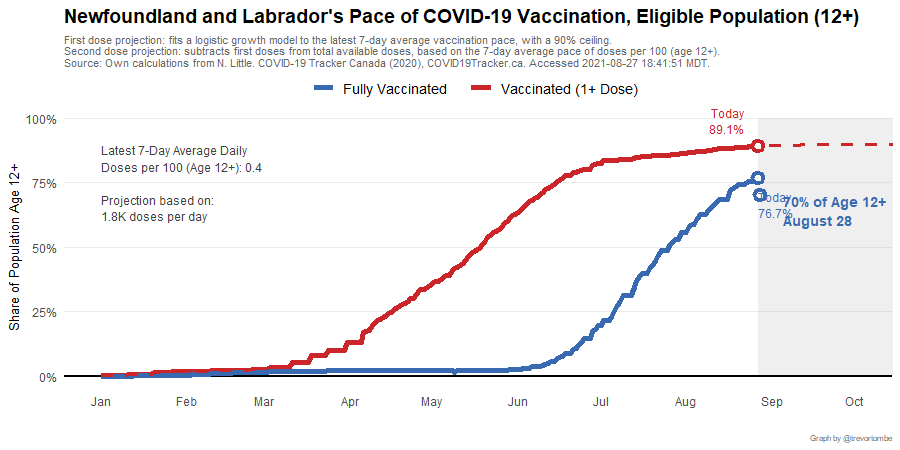 Newfoundland and Labrador's Pace of COVID-19 Vaccination, Eligible Population (12+)
First dose projection: fits a logistic growth model to the latest 7-day average vaccination pace, with a 90% ceiling.
Second dose projection: subtracts first doses from total available doses, based on the 7-day average pace of doses per 100 (age 12+).
Source: Own calculations from N. Little. COVID-19 Tracker Canada (2020), COVID19Tracker.ca. Accessed 2021-08-27 18:41:51 MDT.
Fully Vaccinated
Vaccinated (1+ Dose)
Share of Population Age 12+
100%
75%
50%
25%
0%
Latest 7-Day Average Daily
Doses per 100 (Age 12+): 0.4
Projection based on:
1.8K doses per day
Today
89.1%
Today
76.7%
70% of Age 12+
August 28
Jan
Feb
Mar
Apr
May
Jun
Jul
Aug
Sep
Oct
Graph by @trevortombe